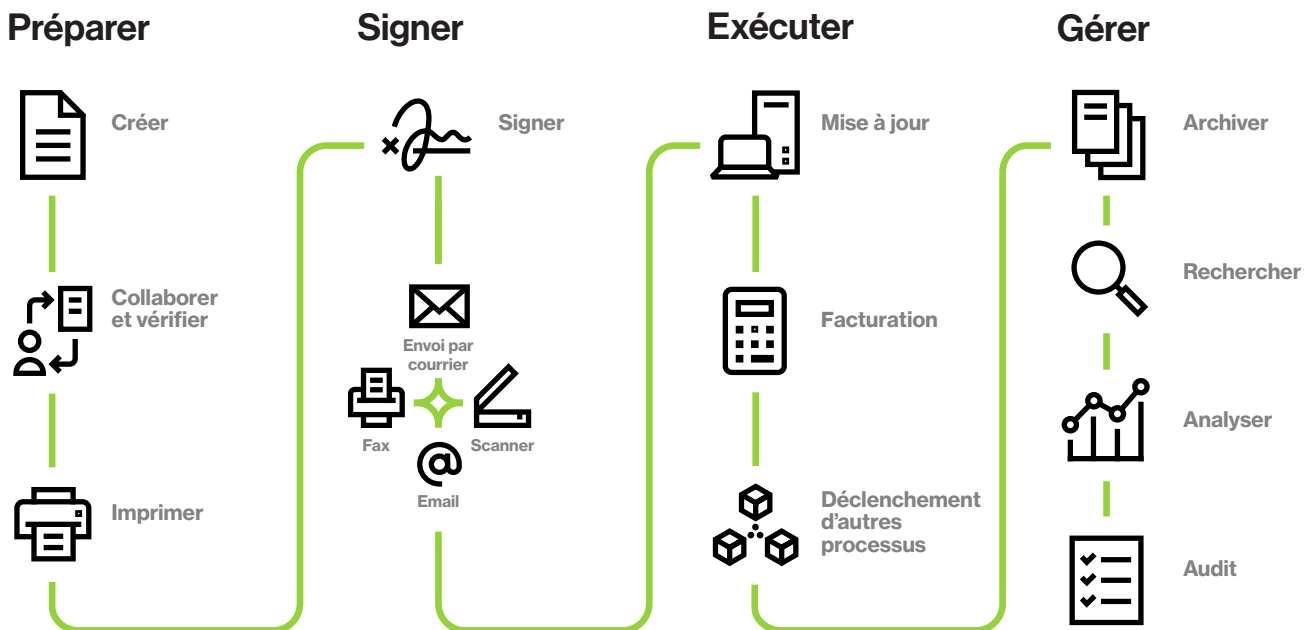 Préparer
Créer
Collaborer
et vérifier
Imprimer
Signer
Signer
Envoi par
courrier
Fax
Scanner
Email
Exécuter
Mise à jour
Facturation
Déclenchement
d’autres
processus
Gérer
Archiver
Rechercher
Analyser
Audit